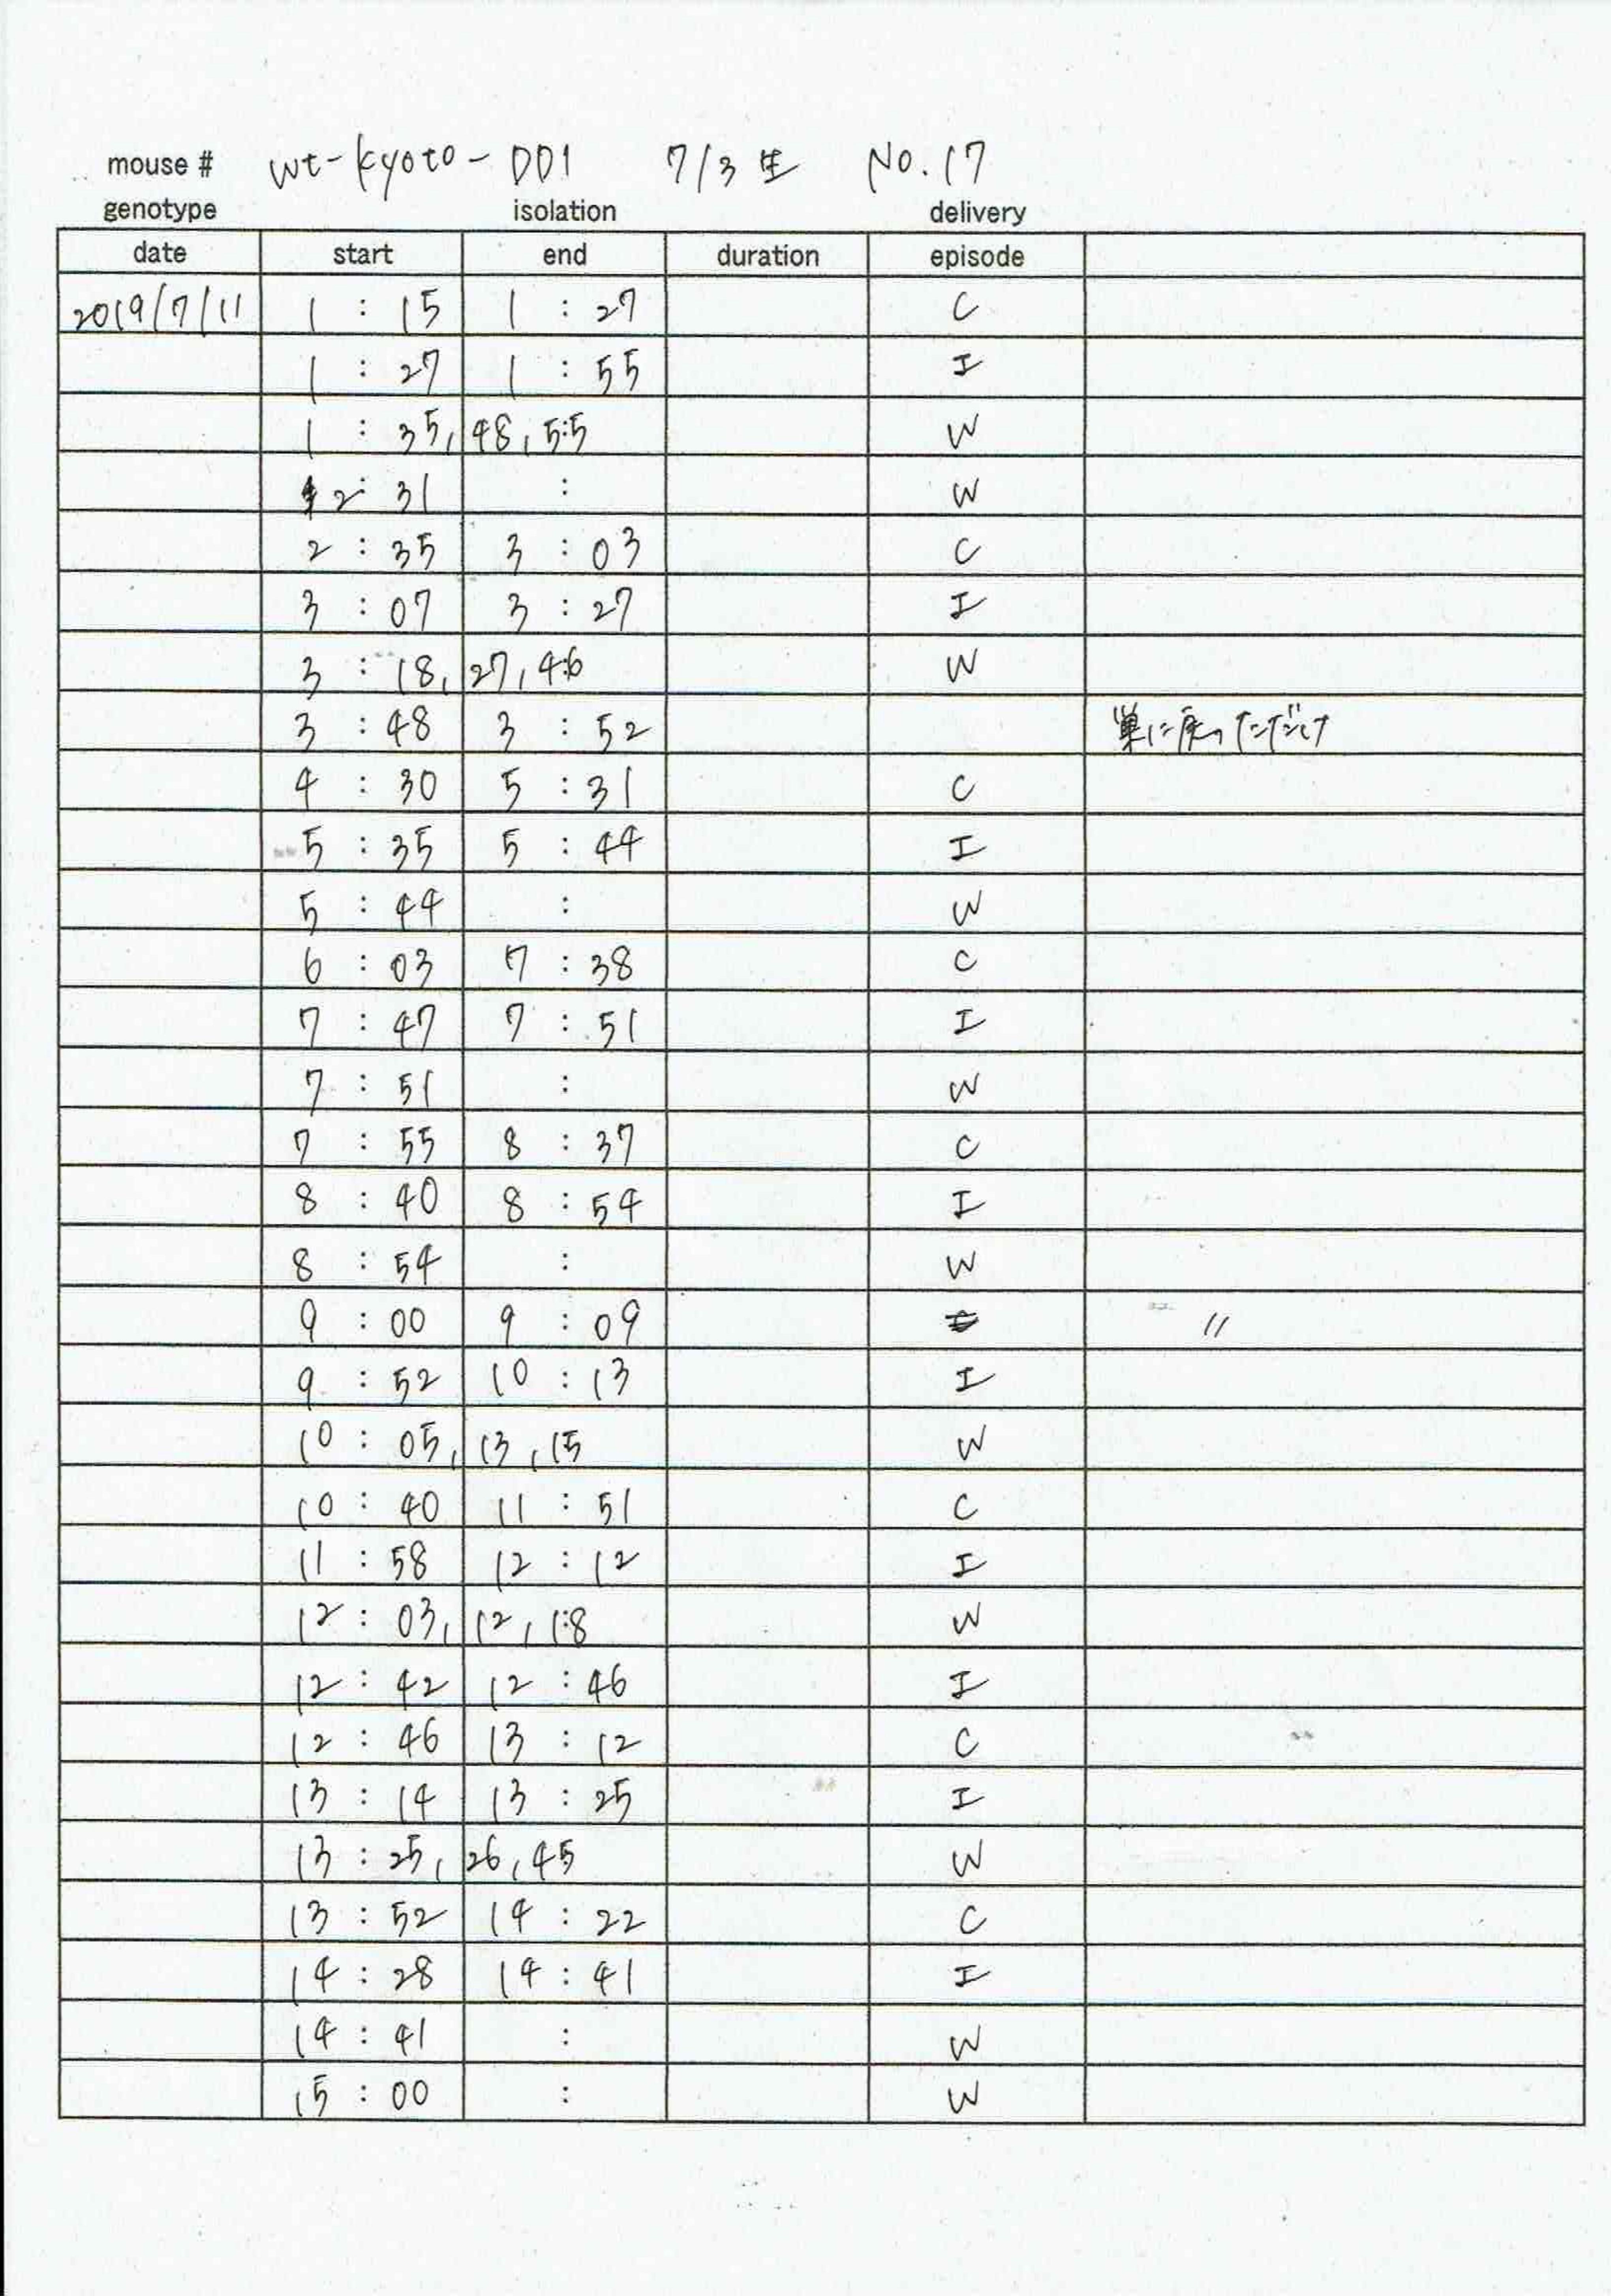 mouse # wt-kyoto-001 7/3 生 No.17
genotype isolation delivery
date start end duration episode
2019/7/11 1 : 15 1 : 27 C
1 : 27 1 : 55 I
1 : 35, 48, 55 W
2 : 31 : W
2 : 35 3 : 03 C
3 : 07 3 : 27 I
3 : 18, 27, 46 W
3 : 48 3 : 52 巣に戻っただけ
4 : 30 5 : 31 C
5 : 35 5 : 44 I
5 : 44 : W
6 : 03 7 : 38 C
7 : 47 7 : 51 I
7 : 51 : W
7 : 55 8 : 37 C
8 : 40 8 : 54 I
8 : 54 : W
9 : 00 9 : 09 〃
9 : 52 10 : 13 I
10 : 05, 13, 15 W
10 : 40 11 : 51 C
11 : 58 12 : 12 I
12 : 03, 12, 18 W
12 : 42 12 : 46 I
12 : 46 13 : 12 C
13 : 14 13 : 25 I
13 : 25, 26, 45 W
13 : 52 14 : 22 C
14 : 28 14 : 41 I
14 : 41 : W
15 : 00 : W